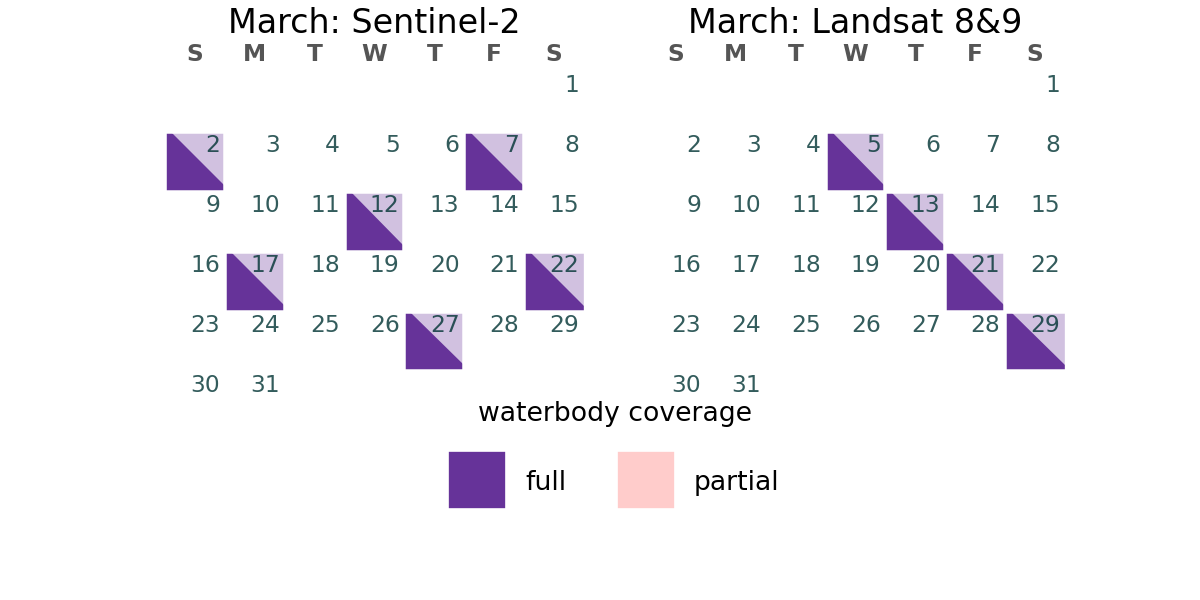 March: Sentinel-2
S M T W T F S
1
2 3 4 5 6 7 8
9 10 11 12 13 14 15
16 17 18 19 20 21 22
23 24 25 26 27 28 29
30 31
March: Landsat 8&9
S M T W T F S
1
2 3 4 5 6 7 8
9 10 11 12 13 14 15
16 17 18 19 20 21 22
23 24 25 26 27 28 29
30 31
waterbody coverage
full partial